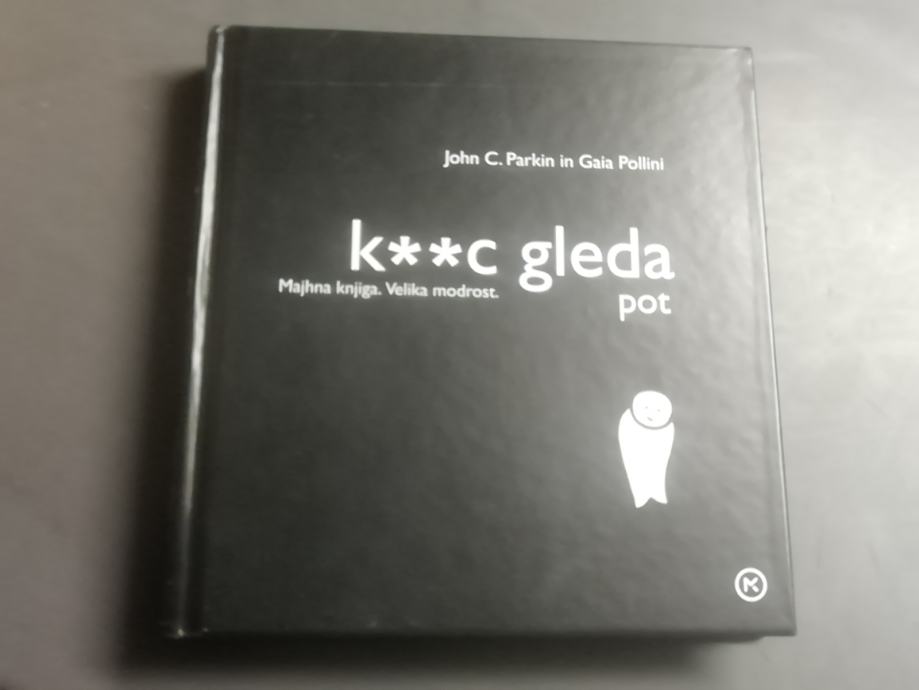 John C. Parkin in Gaia Pollini
k**c gleda
Majhna knjiga. Velika modrost.
pot